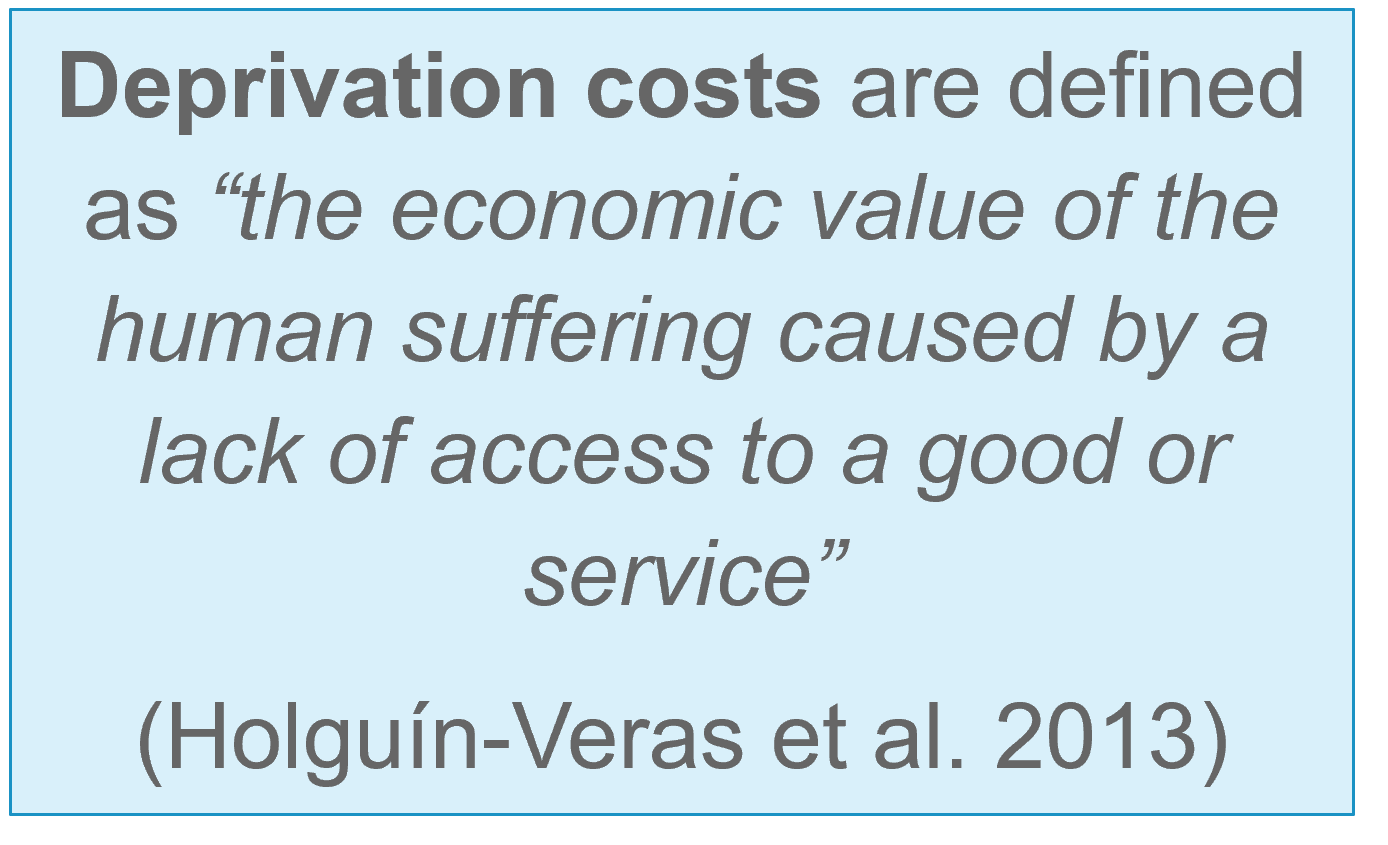 Deprivation costs are defined
as “the economic value of the
human suffering caused by a
lack of access to a good or
service”
(Holguín-Veras et al. 2013)